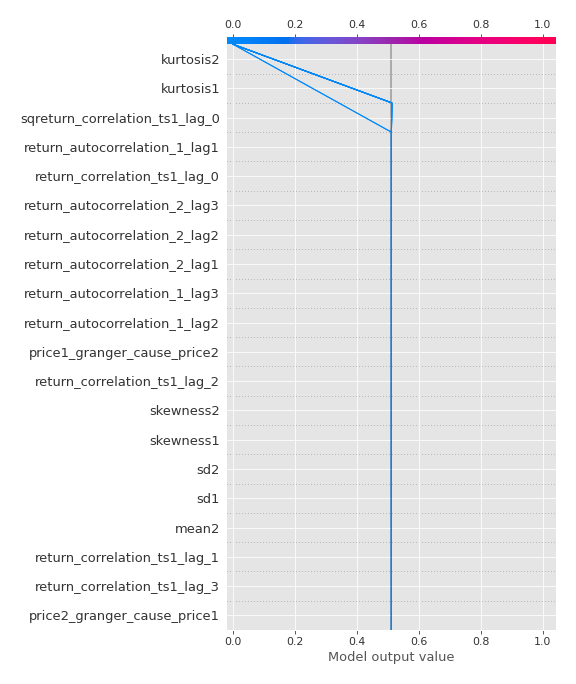 0.0 0.2 0.4 0.6 0.8 1.0
kurtosis2
kurtosis1
sqreturn_correlation_ts1_lag_0
return_autocorrelation_1_lag1
return_correlation_ts1_lag_0
return_autocorrelation_2_lag3
return_autocorrelation_2_lag2
return_autocorrelation_2_lag1
return_autocorrelation_1_lag3
return_autocorrelation_1_lag2
price1_granger_cause_price2
return_correlation_ts1_lag_2
skewness2
skewness1
sd2
sd1
mean2
return_correlation_ts1_lag_1
return_correlation_ts1_lag_3
price2_granger_cause_price1
0.0 0.2 0.4 0.6 0.8 1.0
Model output value